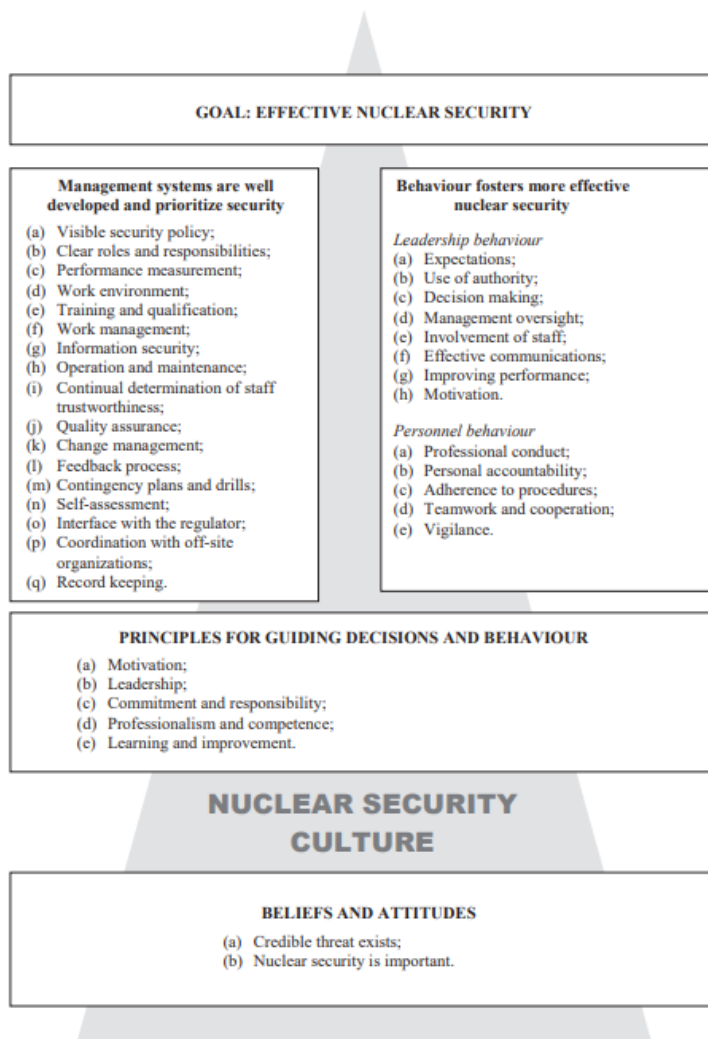 GOAL: EFFECTIVE NUCLEAR SECURITY
Management systems are well
developed and prioritize security
(a) Visible security policy;
(b) Clear roles and responsibilities;
(c) Performance measurement;
(d) Work environment;
(e) Training and qualification;
(f) Work management;
(g) Information security;
(h) Operation and maintenance;
(i) Continual determination of staff
trustworthiness;
(j) Quality assurance;
(k) Change management;
(l) Feedback process;
(m) Contingency plans and drills;
(n) Self-assessment;
(o) Interface with the regulator;
(p) Coordination with off-site
organizations;
(q) Record keeping.
Behaviour fosters more effective
nuclear security
Leadership behaviour
(a) Expectations;
(b) Use of authority;
(c) Decision making;
(d) Management oversight;
(e) Involvement of staff;
(f) Effective communications;
(g) Improving performance;
(h) Motivation.
Personnel behaviour
(a) Professional conduct;
(b) Personal accountability;
(c) Adherence to procedures;
(d) Teamwork and cooperation;
(e) Vigilance.
PRINCIPLES FOR GUIDING DECISIONS AND BEHAVIOUR
(a) Motivation;
(b) Leadership;
(c) Commitment and responsibility;
(d) Professionalism and competence;
(e) Learning and improvement.
NUCLEAR SECURITY
CULTURE
BELIEFS AND ATTITUDES
(a) Credible threat exists;
(b) Nuclear security is important.